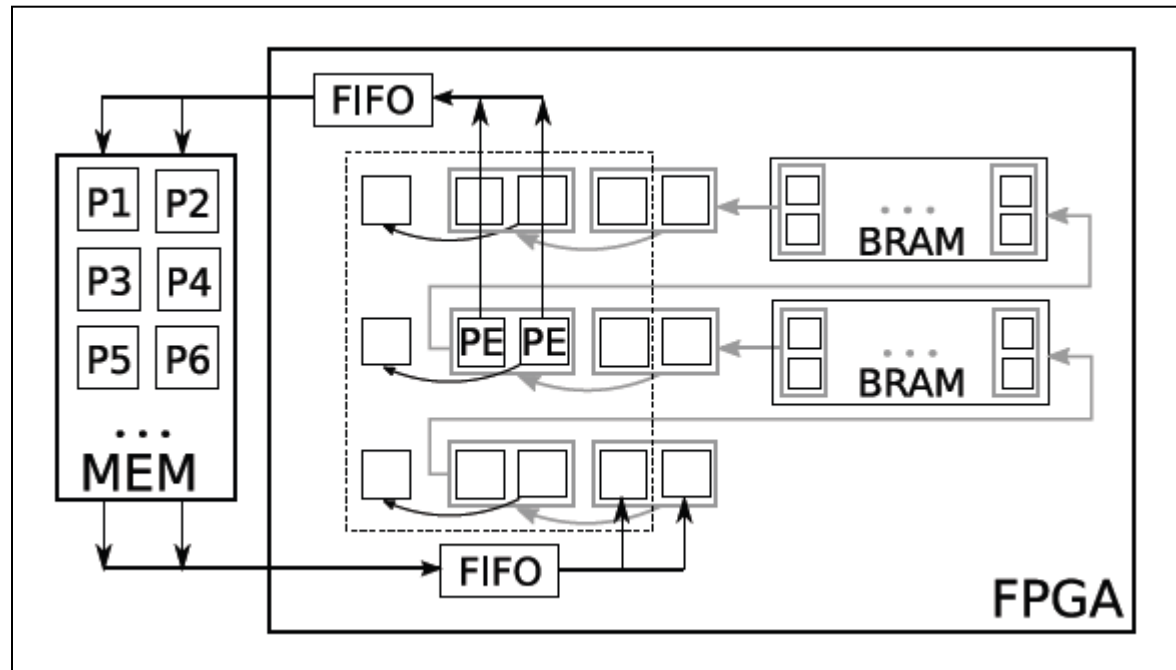 FIFO
P1 P2
P3 P4
P5 P6
...
MEM
... BRAM
PE PE
... BRAM
FIFO
FPGA